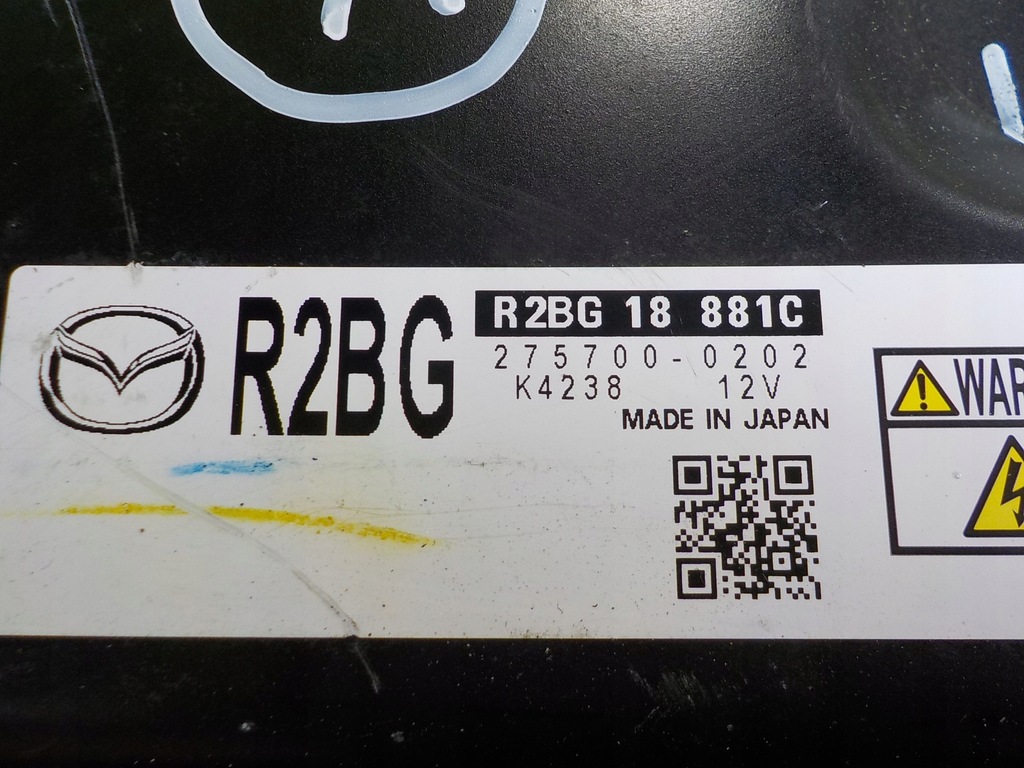 R2BG
R2BG 18 881C
275700-0202
K4238 12V
MADE IN JAPAN